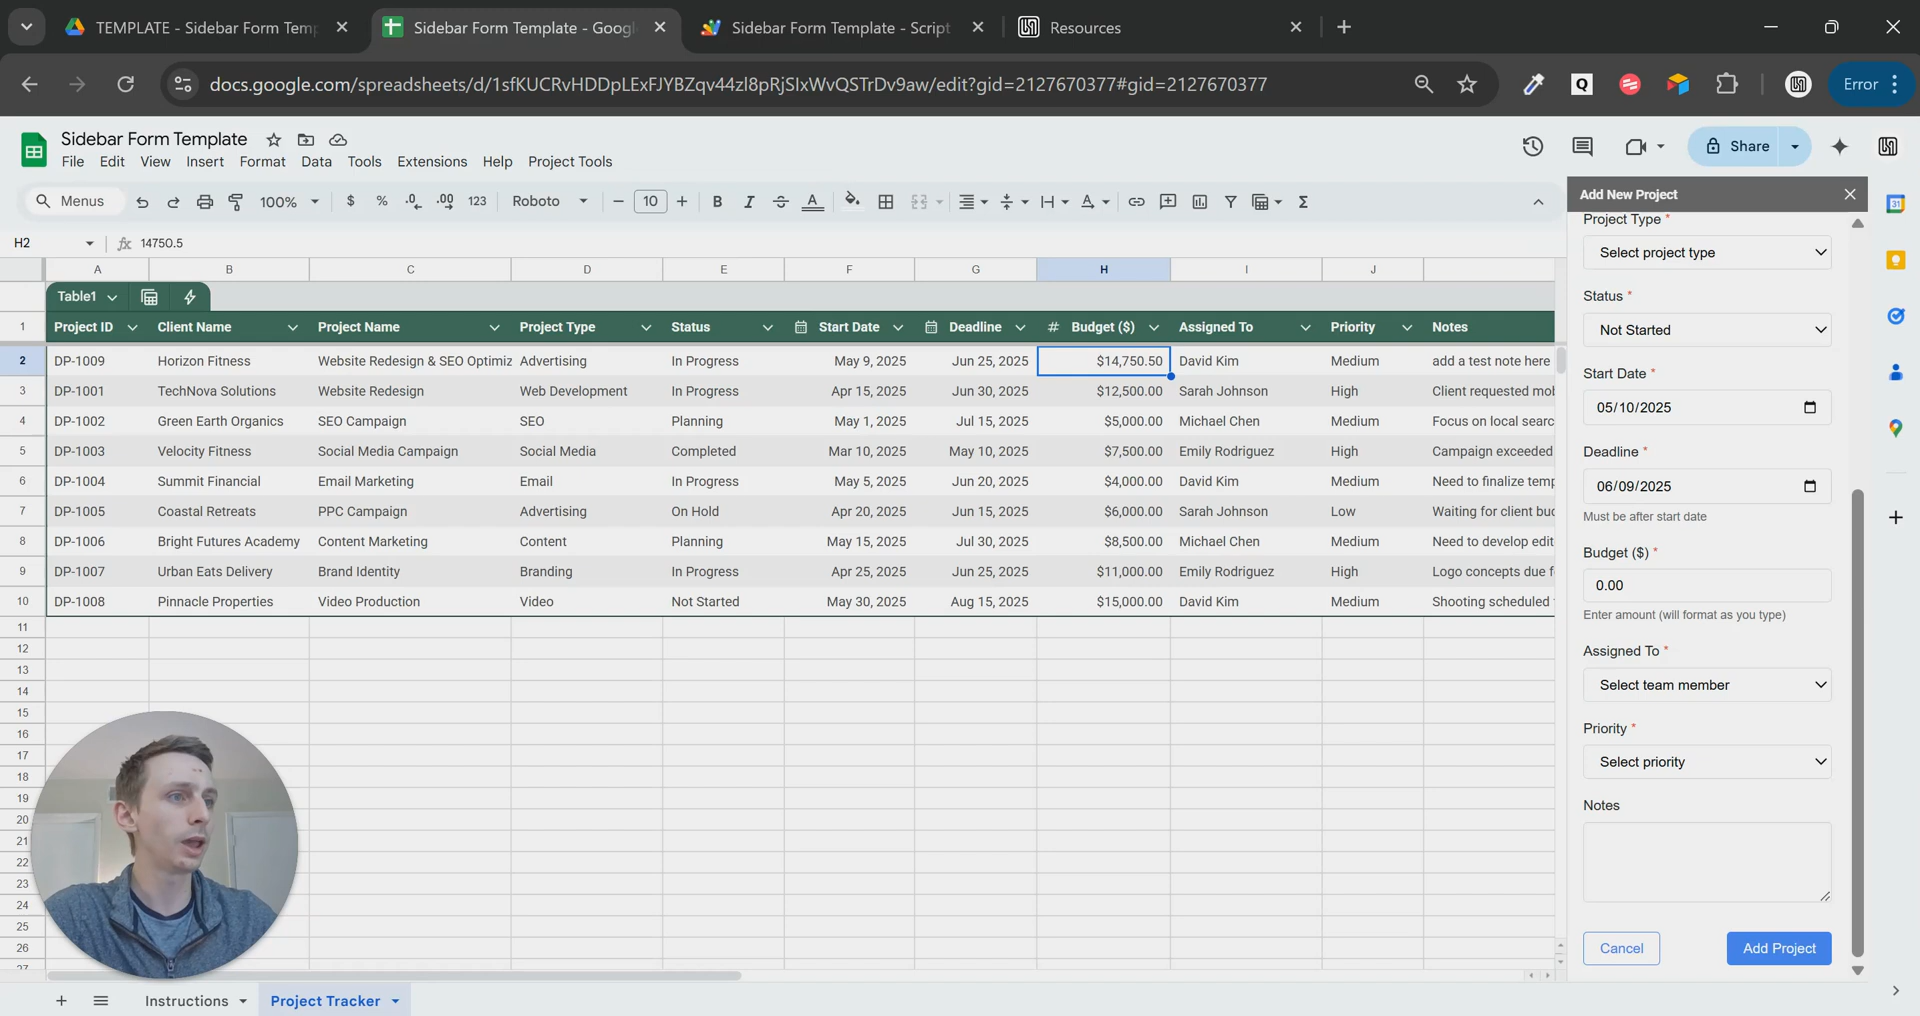 TEMPLATE - Sidebar Form Temp
Sidebar Form Template - Googl
Sidebar Form Template - Script
Resources
docs.google.com/spreadsheets/d/1sfKUCRvHDDpLExFJYBZqv44zl8pRjSIxWvQSTrDv9aw/edit?gid=2127670377#gid=2127670377
Error
Sidebar Form Template
File Edit View Insert Format Data Tools Extensions Help Project Tools
Share
Menus 100% $ % .0 .00 123 Roboto 10 B I
H2 fx 14750.5
A B C D E F G H I J
Table1
1 Project ID Client Name Project Name Project Type Status Start Date Deadline # Budget ($) Assigned To Priority Notes
2 DP-1009 Horizon Fitness Website Redesign & SEO Optimiz Advertising In Progress May 9, 2025 Jun 25, 2025 $14,750.50 David Kim Medium add a test note here
3 DP-1001 TechNova Solutions Website Redesign Web Development In Progress Apr 15, 2025 Jun 30, 2025 $12,500.00 Sarah Johnson High Client requested mob
4 DP-1002 Green Earth Organics SEO Campaign SEO Planning May 1, 2025 Jul 15, 2025 $5,000.00 Michael Chen Medium Focus on local searc
5 DP-1003 Velocity Fitness Social Media Campaign Social Media Completed Mar 10, 2025 May 10, 2025 $7,500.00 Emily Rodriguez High Campaign exceeded
6 DP-1004 Summit Financial Email Marketing Email In Progress May 5, 2025 Jun 20, 2025 $4,000.00 David Kim Medium Need to finalize temp
7 DP-1005 Coastal Retreats PPC Campaign Advertising On Hold Apr 20, 2025 Jun 15, 2025 $6,000.00 Sarah Johnson Low Waiting for client buc
8 DP-1006 Bright Futures Academy Content Marketing Content Planning May 15, 2025 Jul 30, 2025 $8,500.00 Michael Chen Medium Need to develop edit
9 DP-1007 Urban Eats Delivery Brand Identity Branding In Progress Apr 25, 2025 Jun 25, 2025 $11,000.00 Emily Rodriguez High Logo concepts due f
10 DP-1008 Pinnacle Properties Video Production Video Not Started May 30, 2025 Aug 15, 2025 $15,000.00 David Kim Medium Shooting scheduled
11
12
13
14
15
16
17
18
19
20
21
22
23
24
25
26
27
Add New Project
Project Type *
Select project type
Status *
Not Started
Start Date *
05/10/2025
Deadline *
06/09/2025
Must be after start date
Budget ($) *
0.00
Enter amount (will format as you type)
Assigned To *
Select team member
Priority *
Select priority
Notes
Cancel Add Project
Instructions Project Tracker